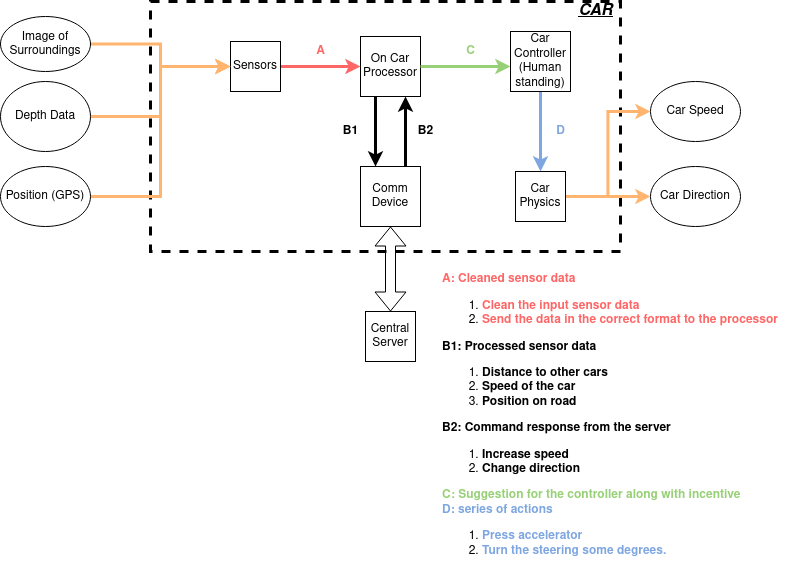 CAR
Image of
Surroundings
Depth Data
Position (GPS)
Sensors
A
On Car
Processor
C
Car
Controller
(Human
standing)
B1
B2
D
Comm
Device
Car
Physics
Car Speed
Car Direction
Central
Server
A: Cleaned sensor data
1. Clean the input sensor data
2. Send the data in the correct format to the processor
B1: Processed sensor data
1. Distance to other cars
2. Speed of the car
3. Position on road
B2: Command response from the server
1. Increase speed
2. Change direction
C: Suggestion for the controller along with incentive
D: series of actions
1. Press accelerator
2. Turn the steering some degrees.